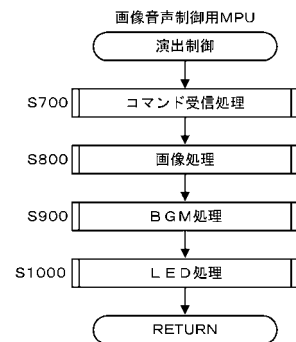 画像音声制御用MPU
演出制御
S700 コマンド受信処理
S800 画像処理
S900 BGM処理
S1000 LED処理
RETURN